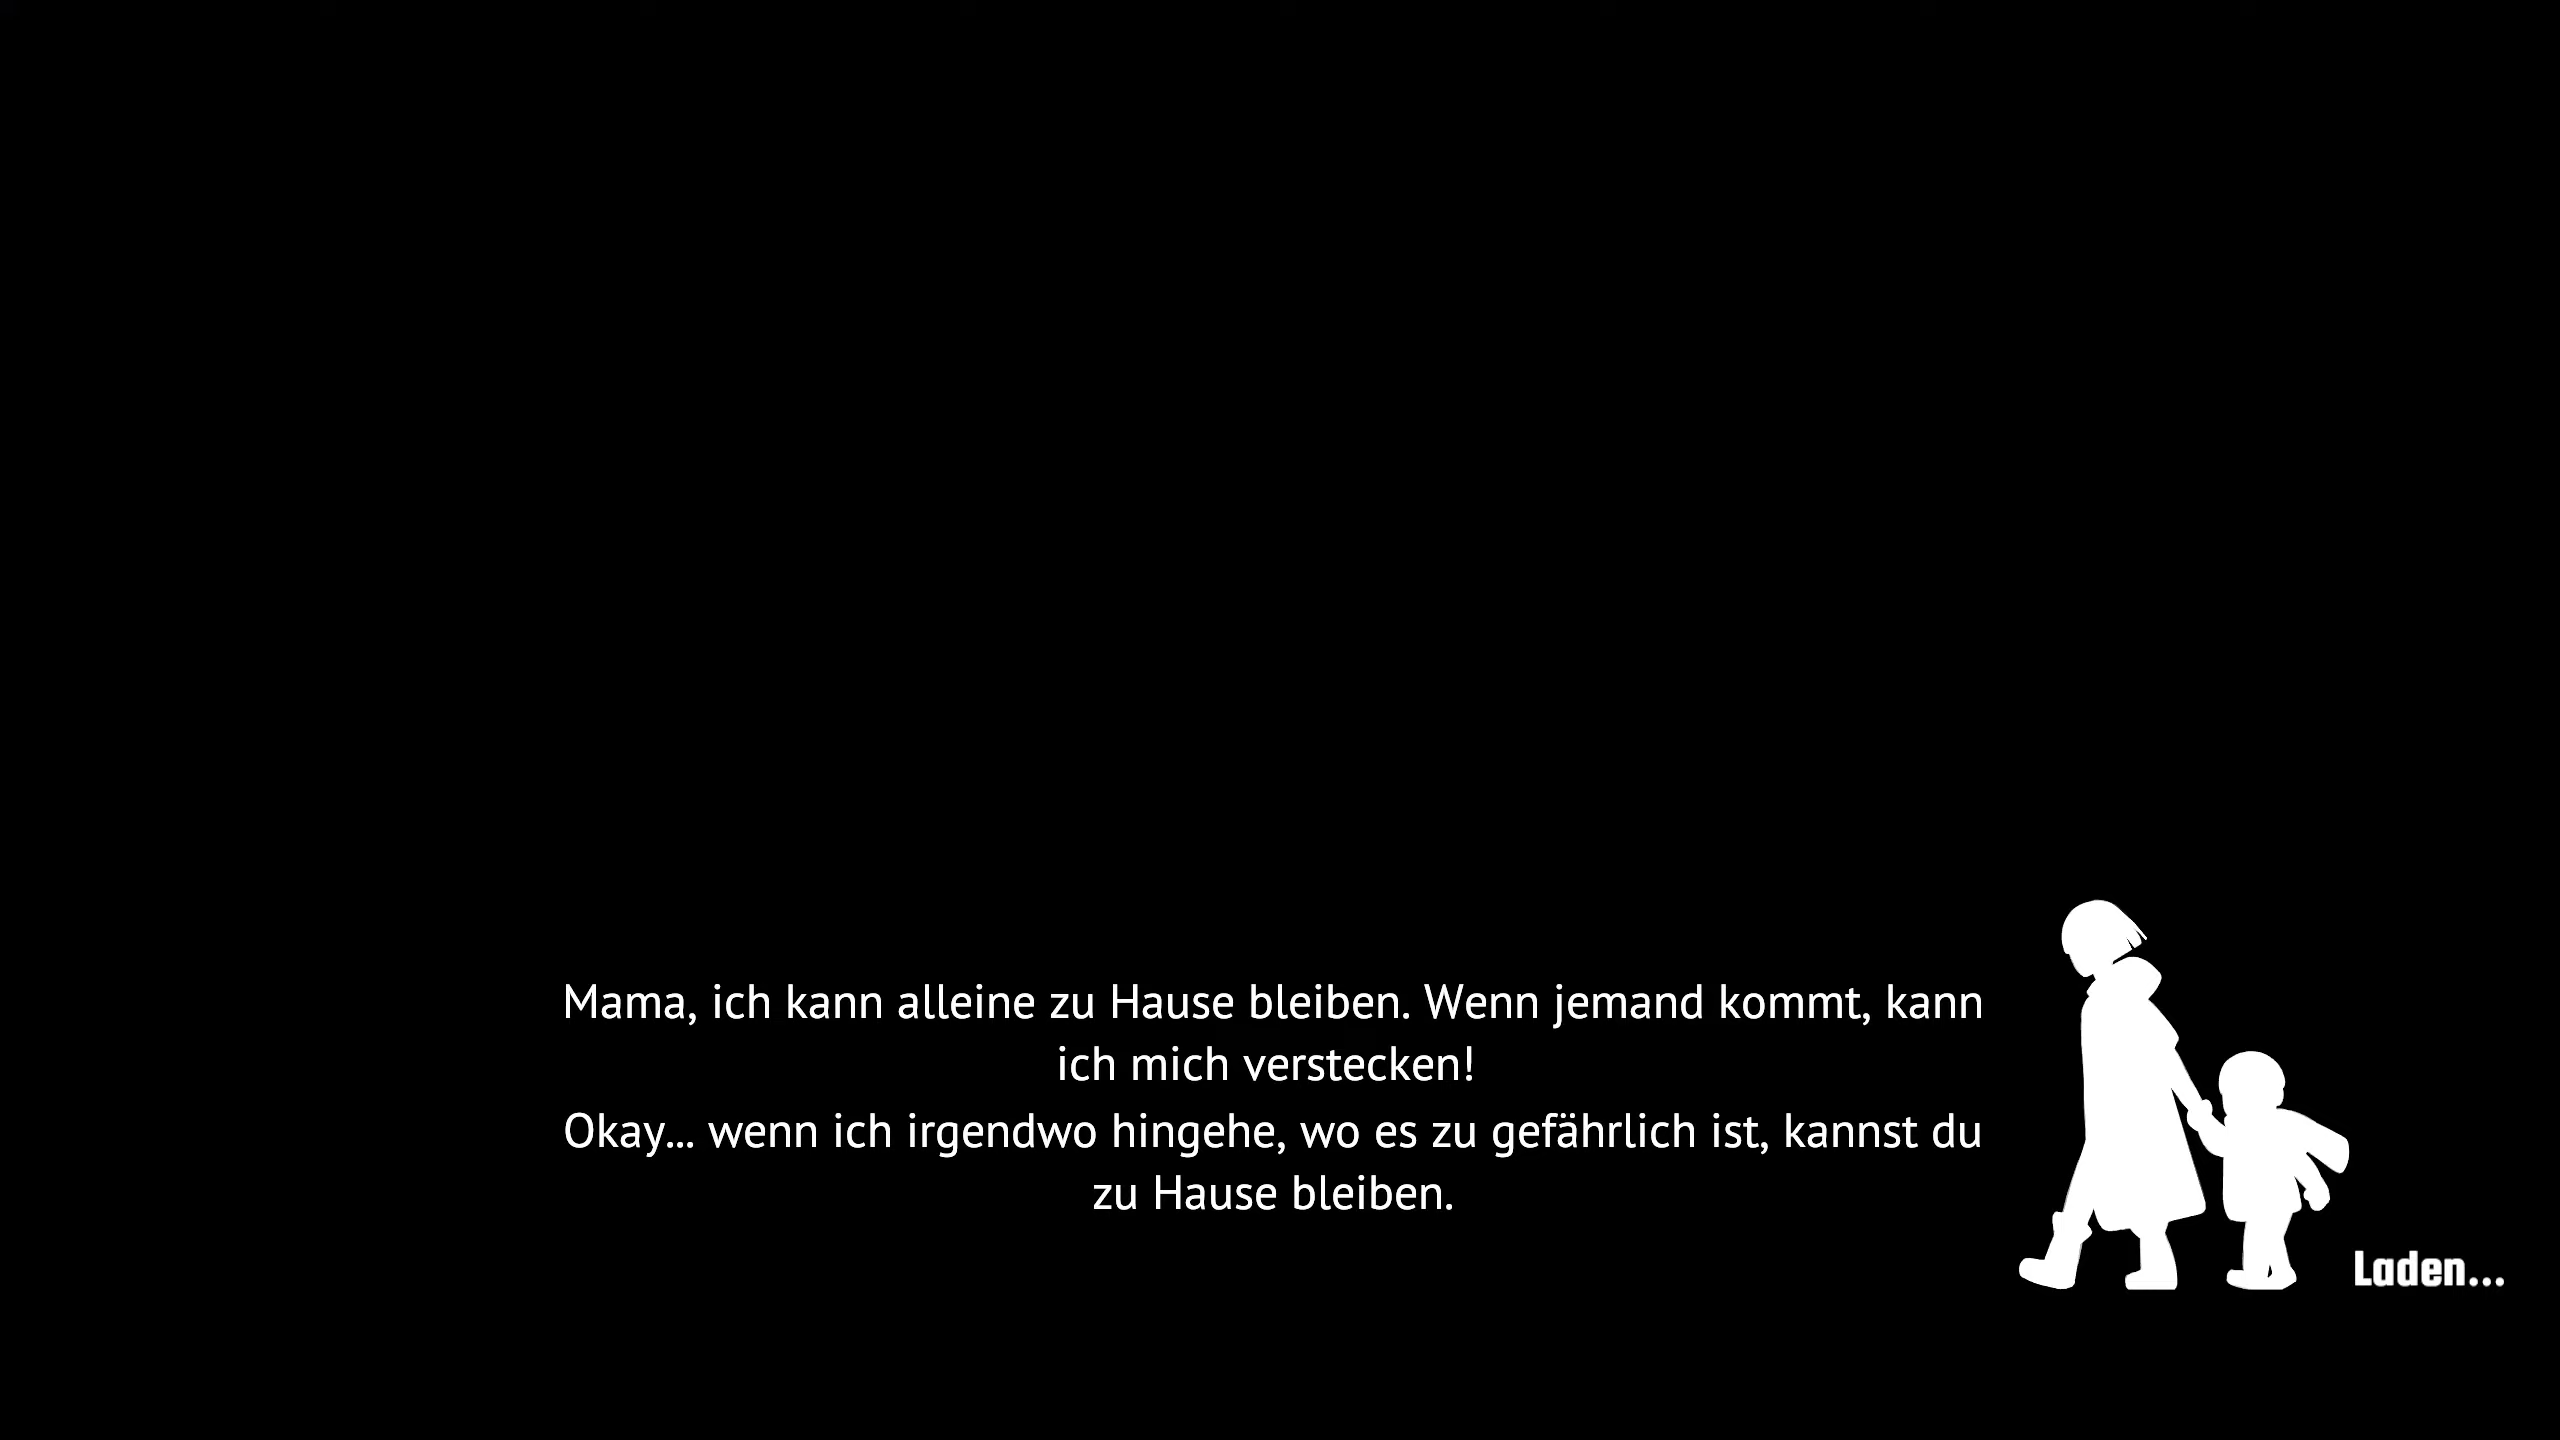 Mama, ich kann alleine zu Hause bleiben. Wenn jemand kommt, kann
ich mich verstecken!
Okay... wenn ich irgendwo hingehe, wo es zu gefährlich ist, kannst du
zu Hause bleiben.
Laden...